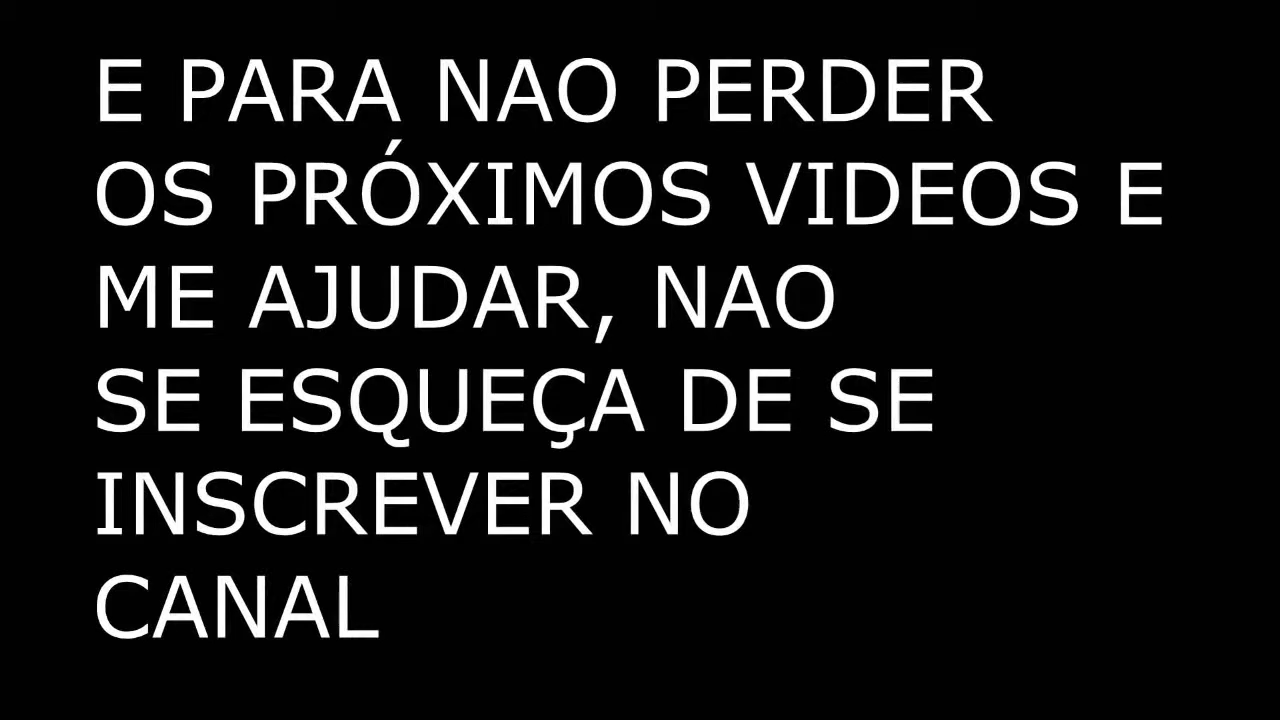 E PARA NAO PERDER
OS PRÓXIMOS VIDEOS E
ME AJUDAR, NAO
SE ESQUEÇA DE SE
INSCREVER NO
CANAL